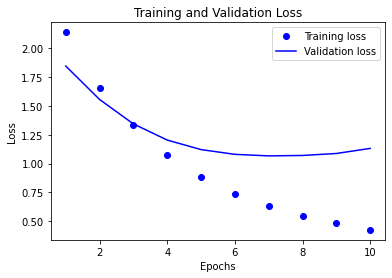 Training and Validation Loss
Training loss
Validation loss
Loss
2.00
1.75
1.50
1.25
1.00
0.75
0.50
2 4 6 8 10
Epochs